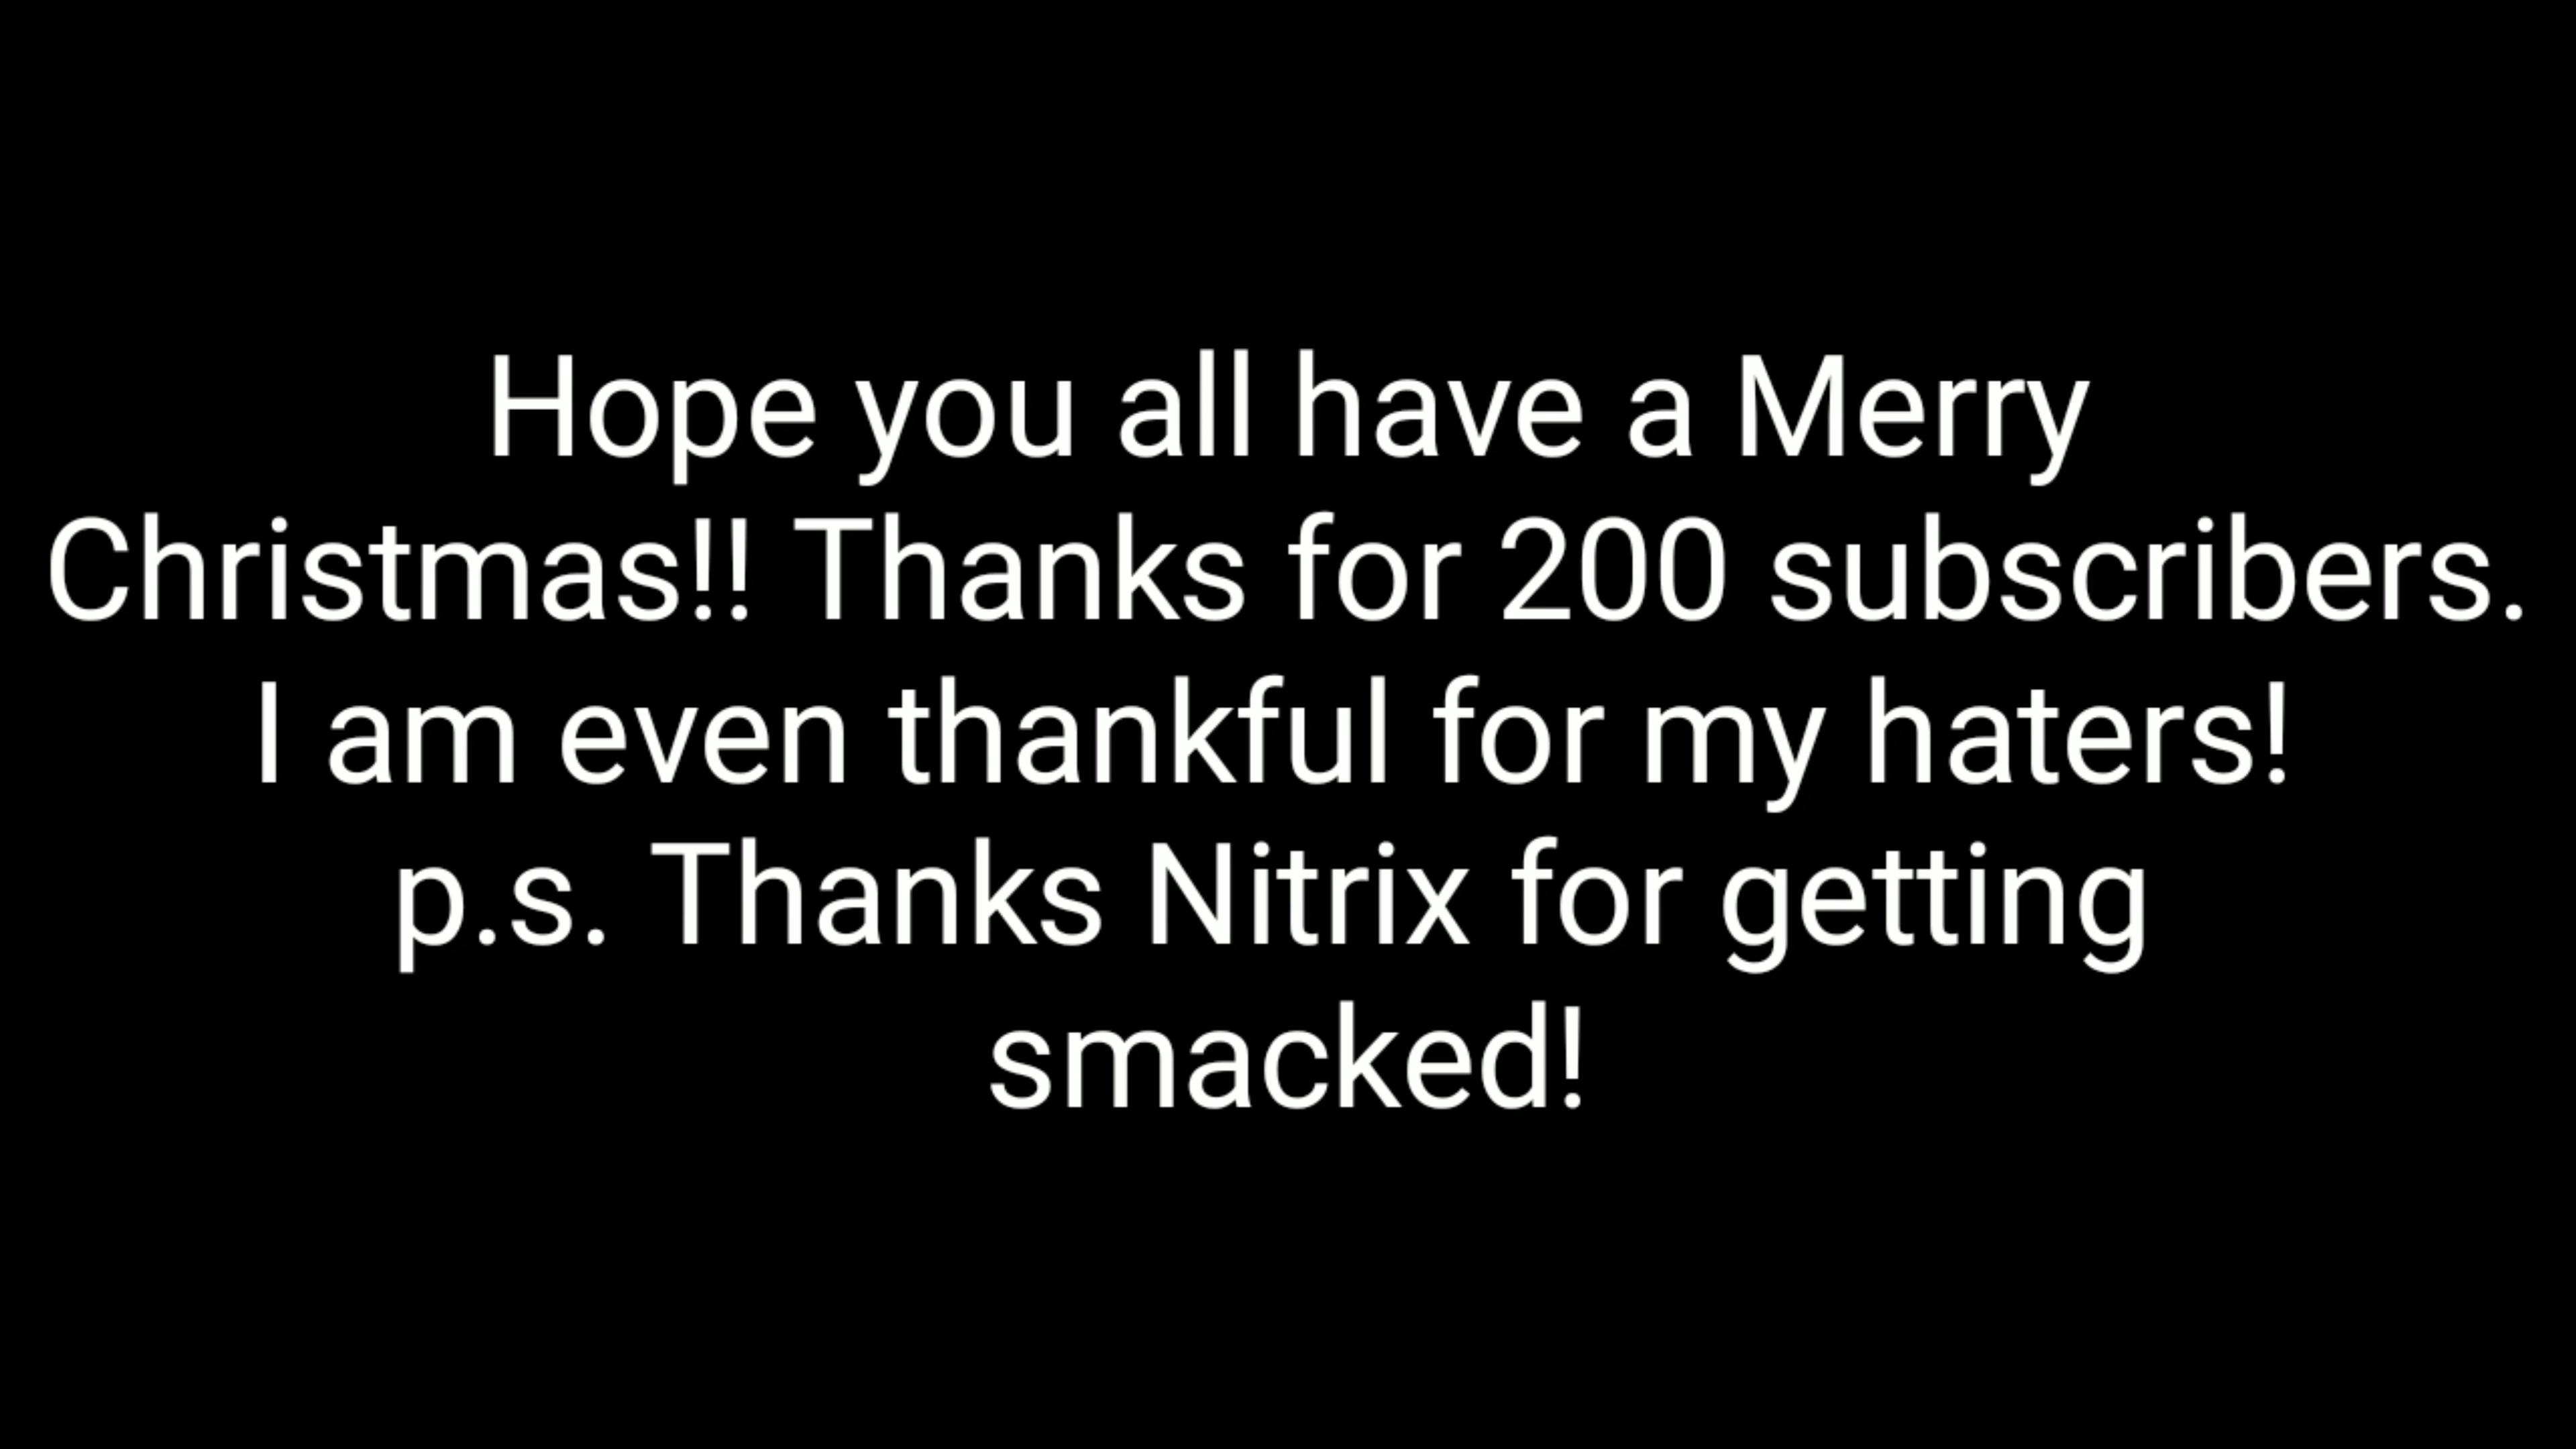 Hope you all have a Merry
Christmas!! Thanks for 200 subscribers.
I am even thankful for my haters!
p.s. Thanks Nitrix for getting
smacked!